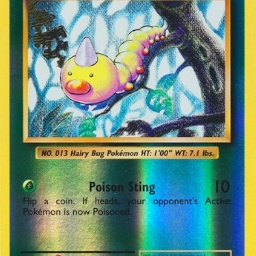 NO. 013 Hairy Bug Pokémon HT: 1'00" WT: 7.1 lbs.
Poison Sting 10
Flip a coin. If heads, your opponent's Active
Pokémon is now Poisoned.